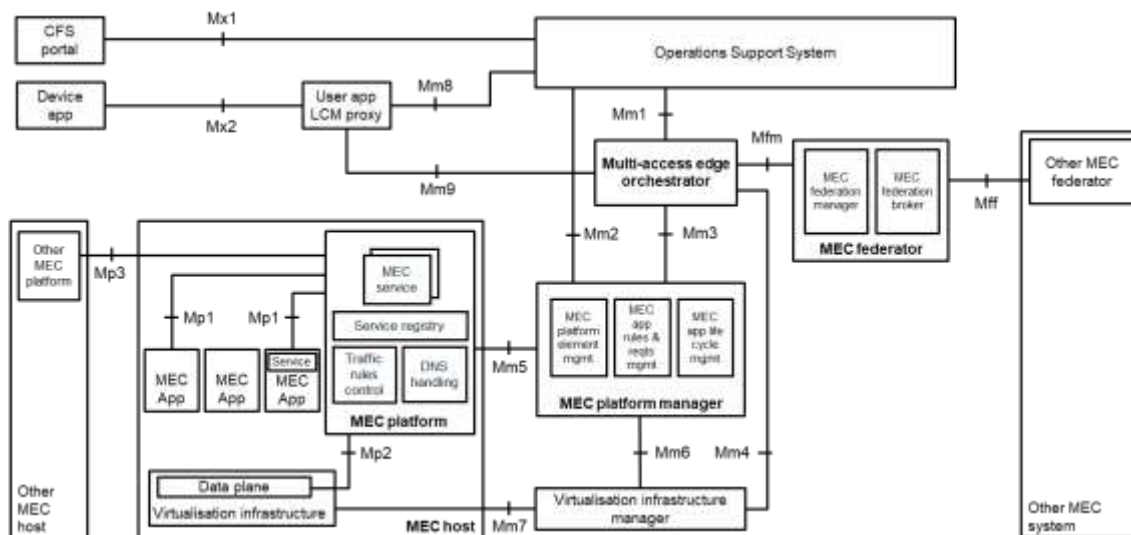 Mx1
CFS
portal
Operations Support System
Device
app
User app
LCM proxy
Mm8
Mx2
Mm1
Mfm
Multi-access edge
orchestrator
Mm9
MEC
federation
manager
MEC
federation
broker
MEC federator
Mff
Other MEC
federator
Other
MEC
platform
Mp3
MEC
service
Mm2
Mm3
Mp1
Mp1
Service registry
Traffic
rules
control
DNS
handling
MEC platform
Mm5
MEC
platform
element
mgmt
MEC
app
rules &
reqts
mgmt
MEC
app life
cycle
mgmt
MEC platform manager
MEC
App
MEC
App
Service
MEC
App
Mp2
Mm6
Mm4
Data plane
Virtualisation infrastructure
MEC host
Mm7
Virtualisation infrastructure
manager
Other
MEC
host
Other MEC
system